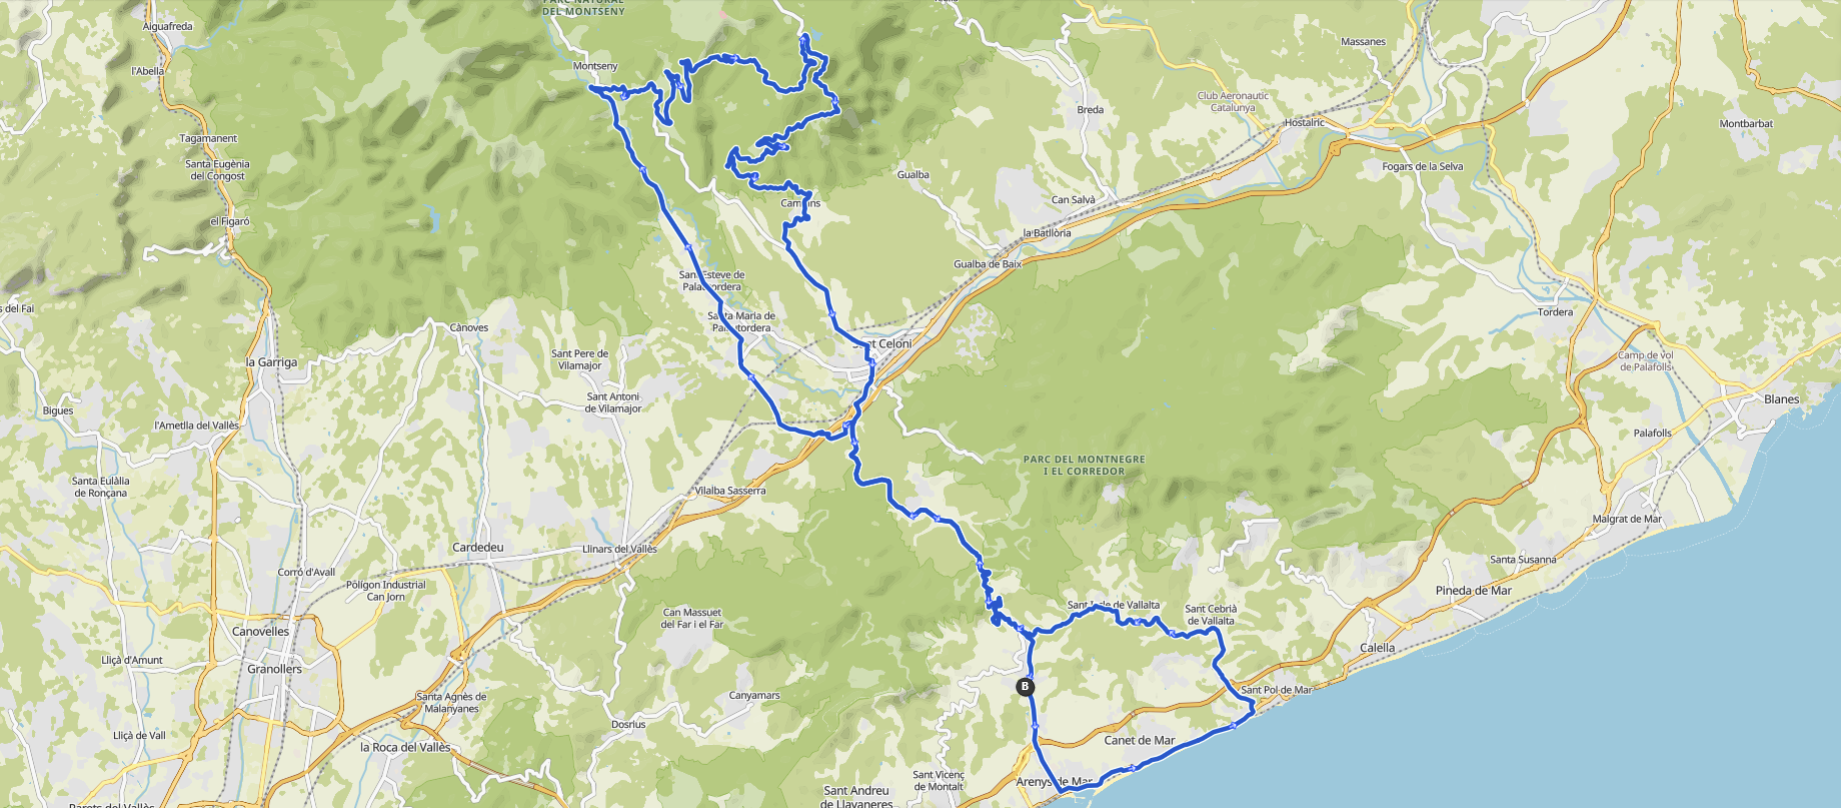 PARC NATURAL
DEL MONTSENY
Aiguafreda
Massanes
l'Abella
Montseny
Club Aeronautic
Catalunya
Breda
Hostalric
Montbarbat
Tagamanent
Santa Eugènia
del Congost
Fogars de la Selva
Gualba
Can Salvà
el Figaró
la Batllòria
Gualba de Baix
Sant Esteve de
Palautordera
s del Fai
Santa Maria de
Palautordera
Tordera
Cànoves
Sant Celoni
la Garriga
Sant Pere de
Vilamajor
Camp de vol
de Palafolls
Sant Antoni
de Vilamajor
Blanes
Bigues
l'Ametlla del Vallès
Palafolls
PARC DEL MONTNEGRE
I EL CORREDOR
Santa Eulàlia
de Ronçana
Vilalba Sasserra
Malgrat de Mar
Cardedeu
Llinars del Vallès
Santa Susanna
Corró d'Avall
Pineda de Mar
Pòligon Industrial
Can Jorn
Can Massuet
del Far i el Far
Sant Cebrià
de Vallalta
Canovelles
Calella
Lliçà d'Amunt
Granollers
B
Sant Pol de Mar
Santa Agnès de
Malanyanes
Canyamars
Dosrius
Lliçà de Vall
la Roca del Vallès
Canet de Mar
Sant Vicenç
de Montalt
Arenys de Mar
Sant Andreu
de Llavaneres
Parets del Vallès